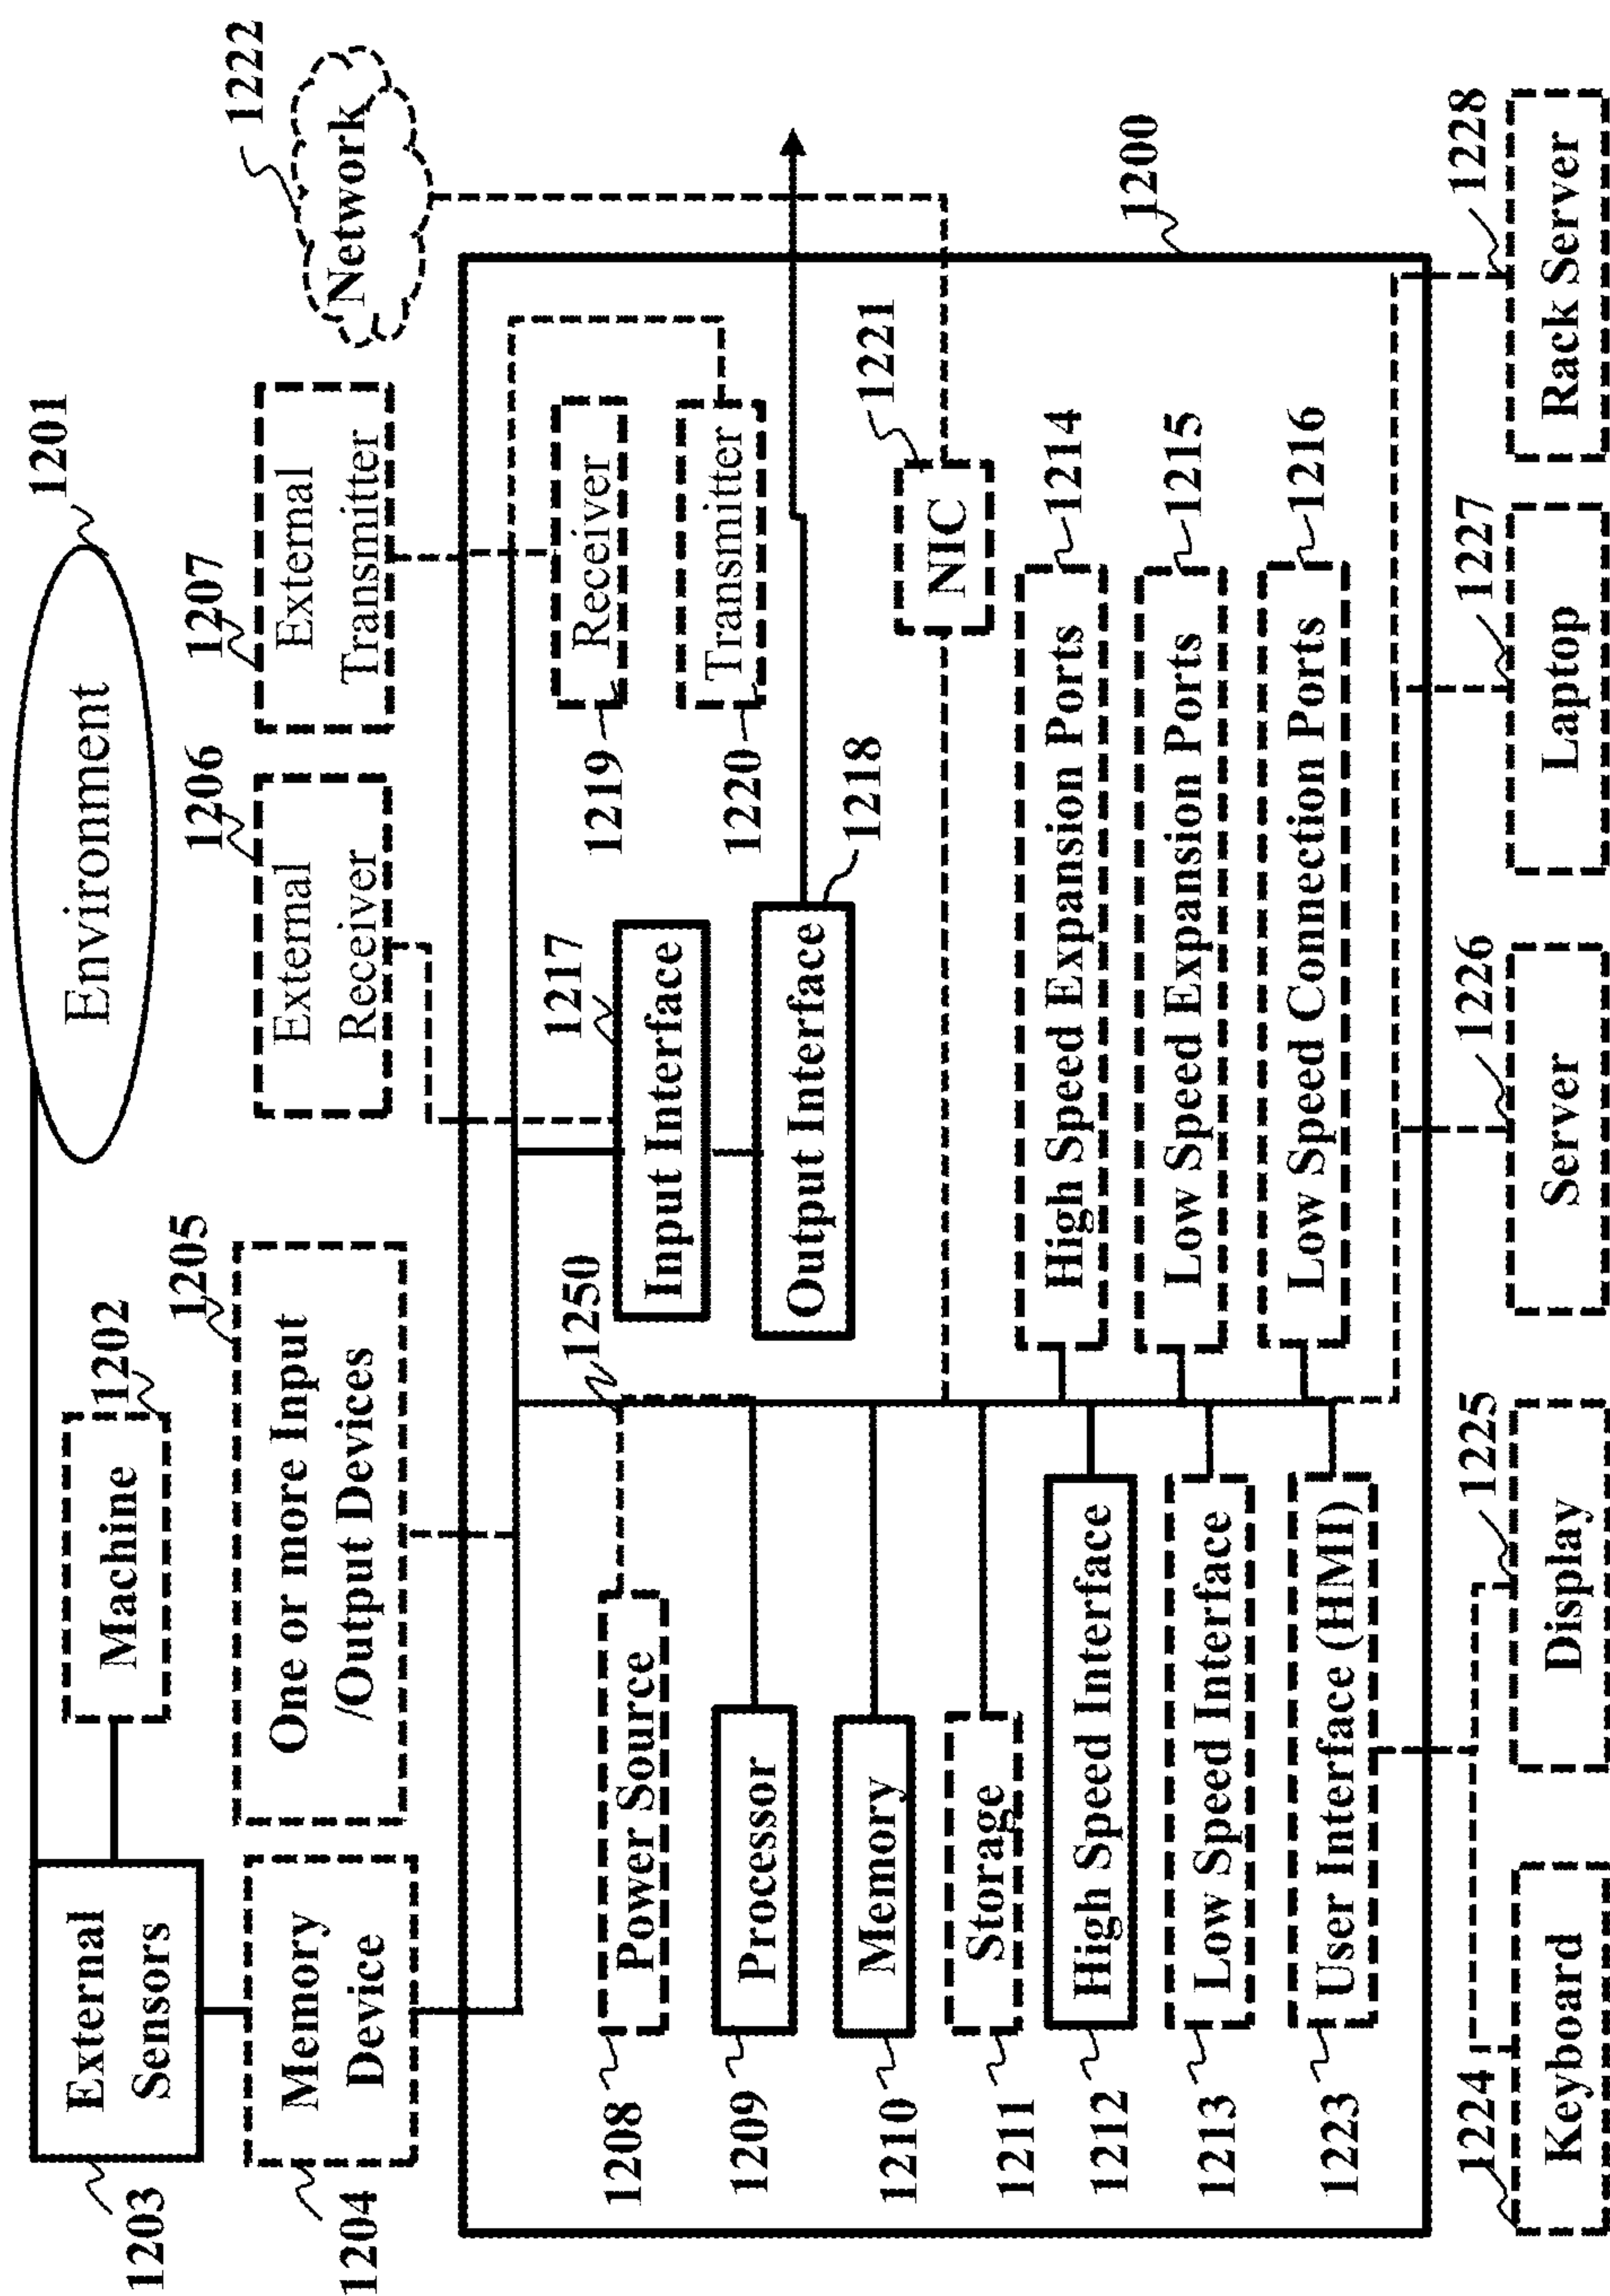 1201
Environment
1222
Network
1203
External
Sensors
1202
Machine
1204
Memory
Device
1205
One or more Input
/Output Devices
1206
External
Receiver
1207
External
Transmitter
1200
1208
Power Source
1250
1209
Processor
1210
Memory
1211
Storage
1212
High Speed Interface
1213
Low Speed Interface
1223
User Interface (HMI)
1217
Input Interface
Output Interface
1218
1219
Receiver
1220
Transmitter
NIC
1221
High Speed Expansion Ports
1214
Low Speed Expansion Ports
1215
Low Speed Connection Ports
1216
1224
Keyboard
1225
Display
1226
Server
1227
Laptop
1228
Rack Server